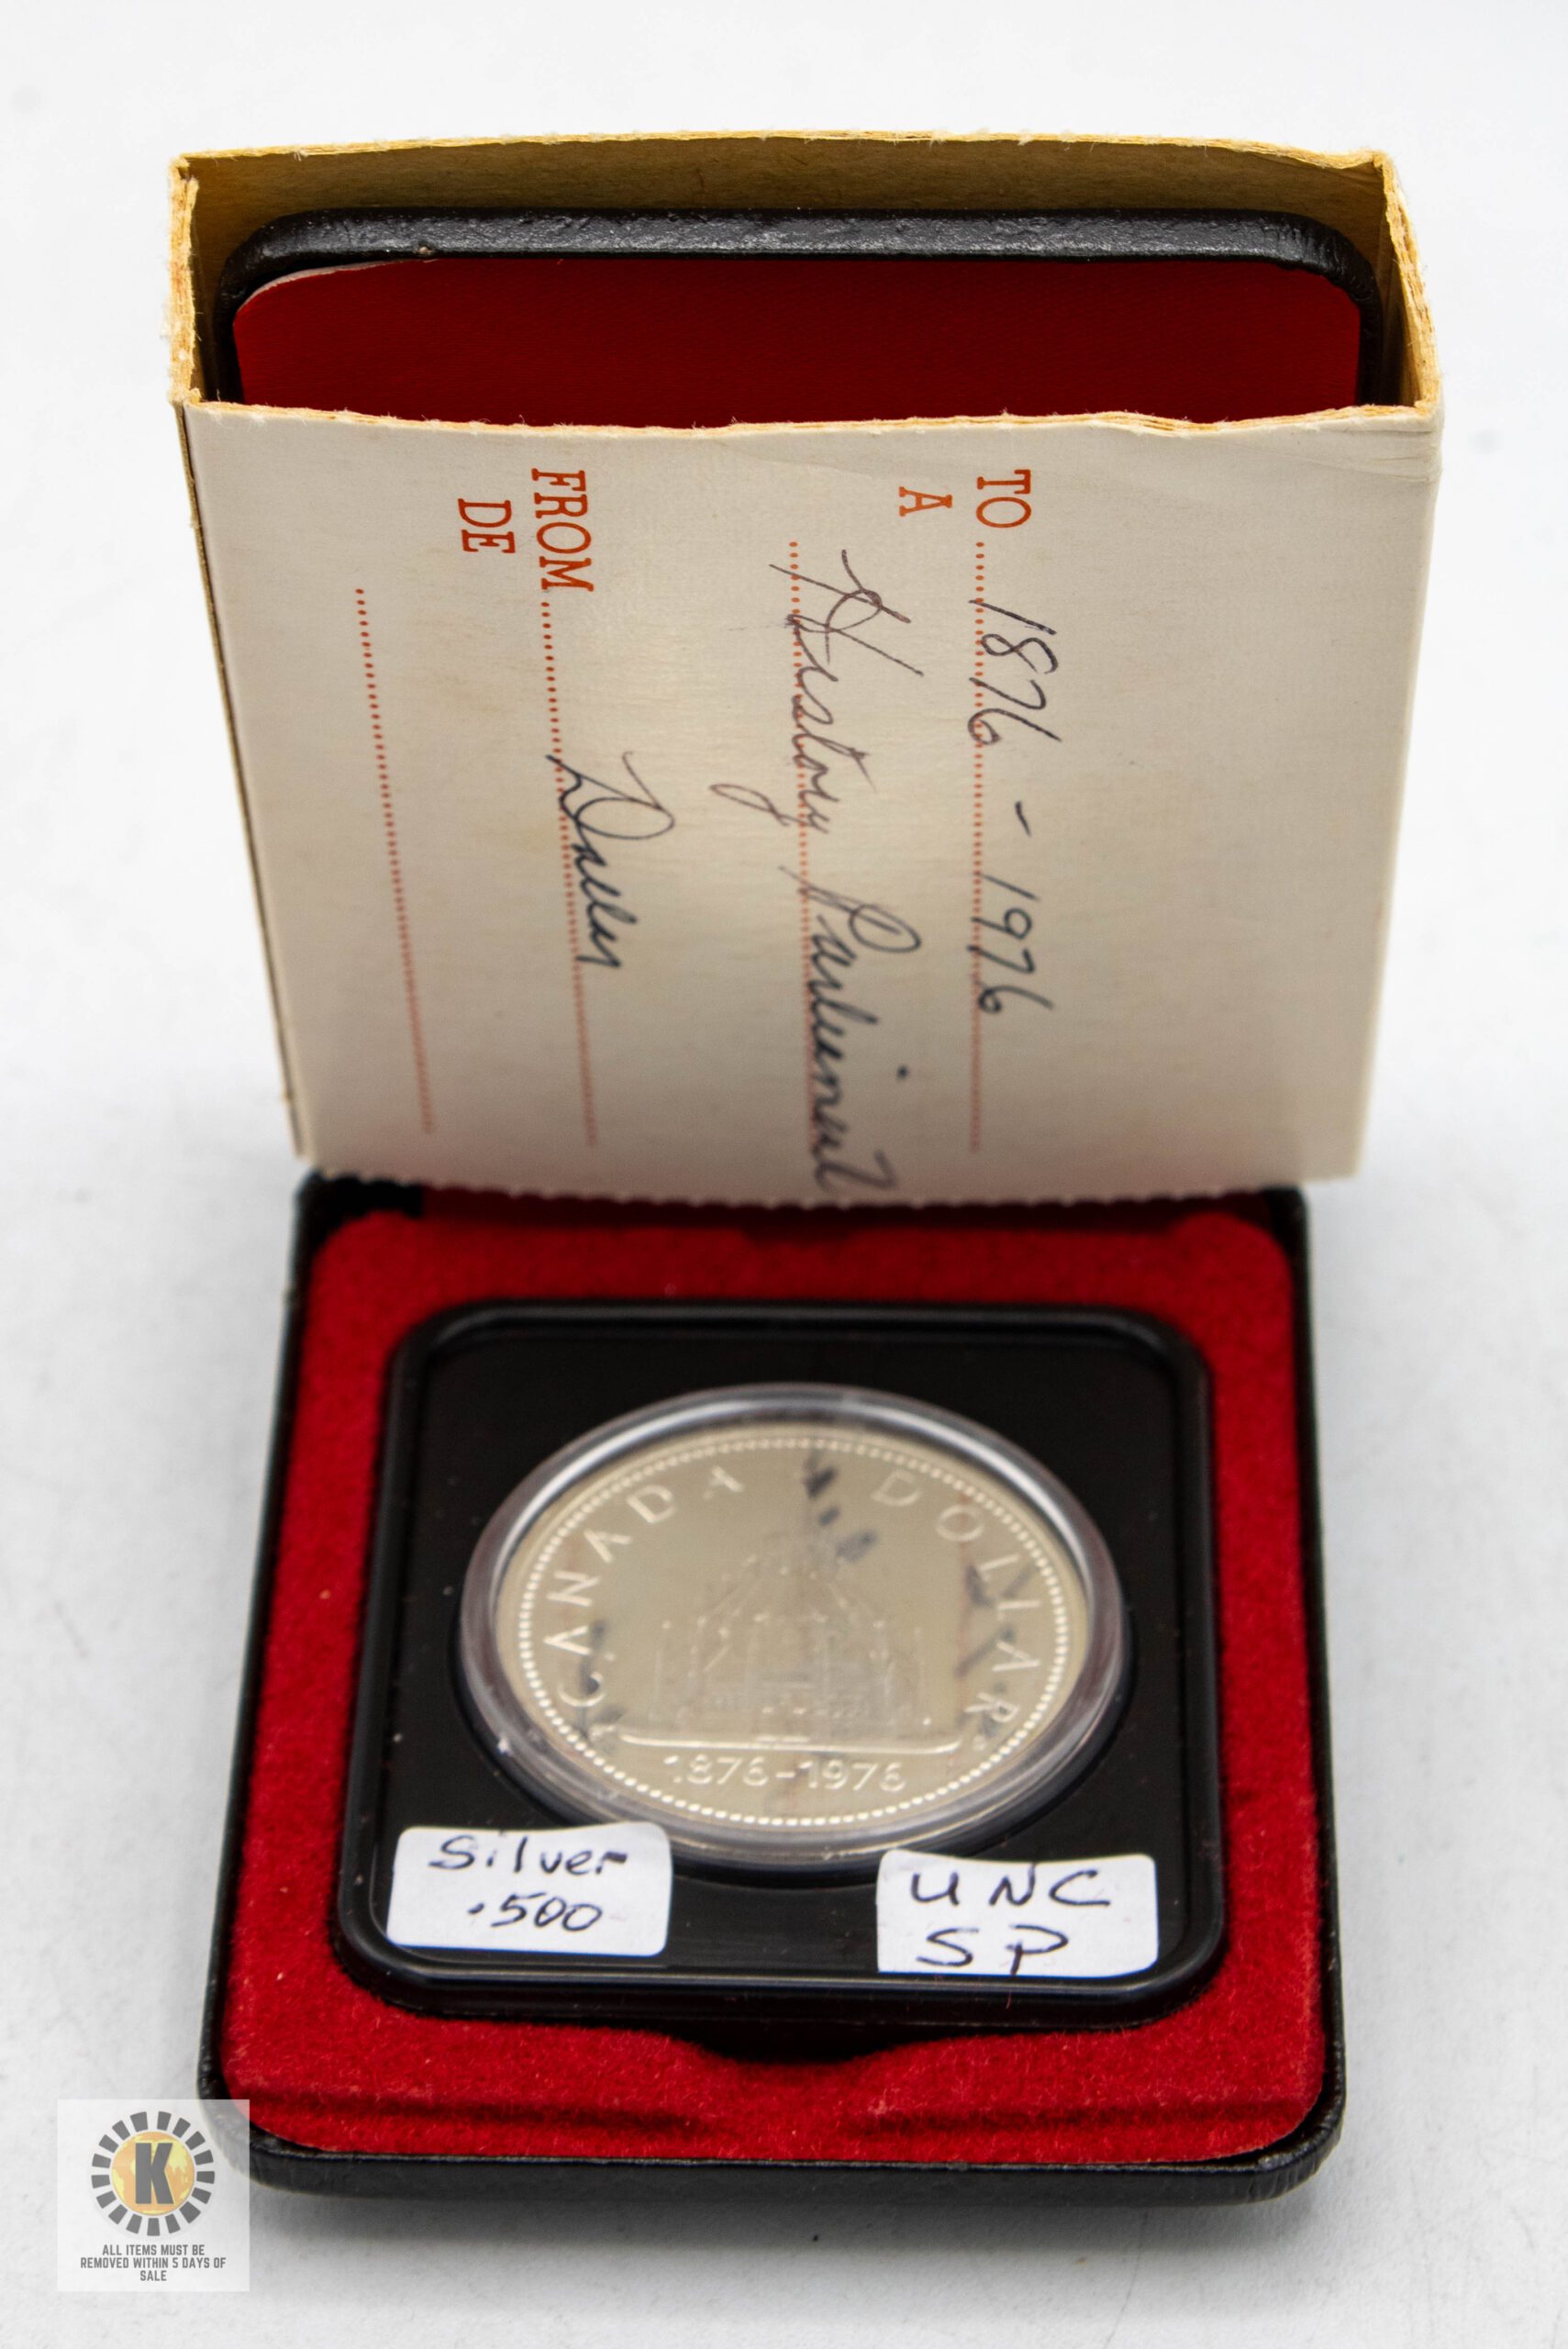 TO 1876 - 1976
A
History Parliament
FROM Dollar
DE
CANADA DOLLAR
1876-1976
Silver
.500
UNC
SP
K
ALL ITEMS MUST BE
REMOVED WITHIN 5 DAYS OF
SALE